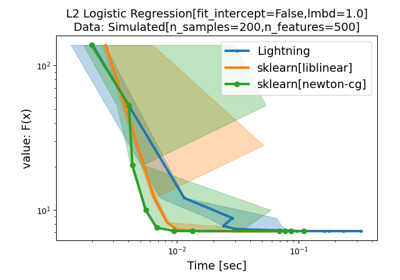 L2 Logistic Regression[fit_intercept=False,lmbd=1.0]
Data: Simulated[n_samples=200,n_features=500]
Lightning
sklearn[liblinear]
sklearn[newton-cg]
value: F(x)
10²
10¹
10⁻²
10⁻¹
Time [sec]